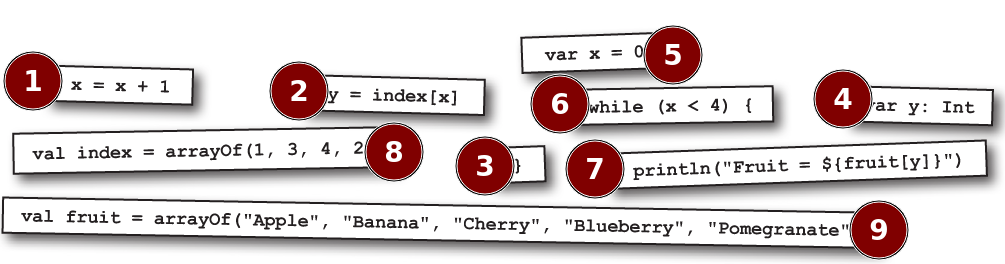 var x = 0
5
1
x = x + 1
2
y = index[x]
6
while (x < 4) {
4
var y: Int
val index = arrayOf(1, 3, 4, 2
8
3
}
7
println("Fruit = ${fruit[y]}")
val fruit = arrayOf("Apple", "Banana", "Cherry", "Blueberry", "Pomegranate"
9